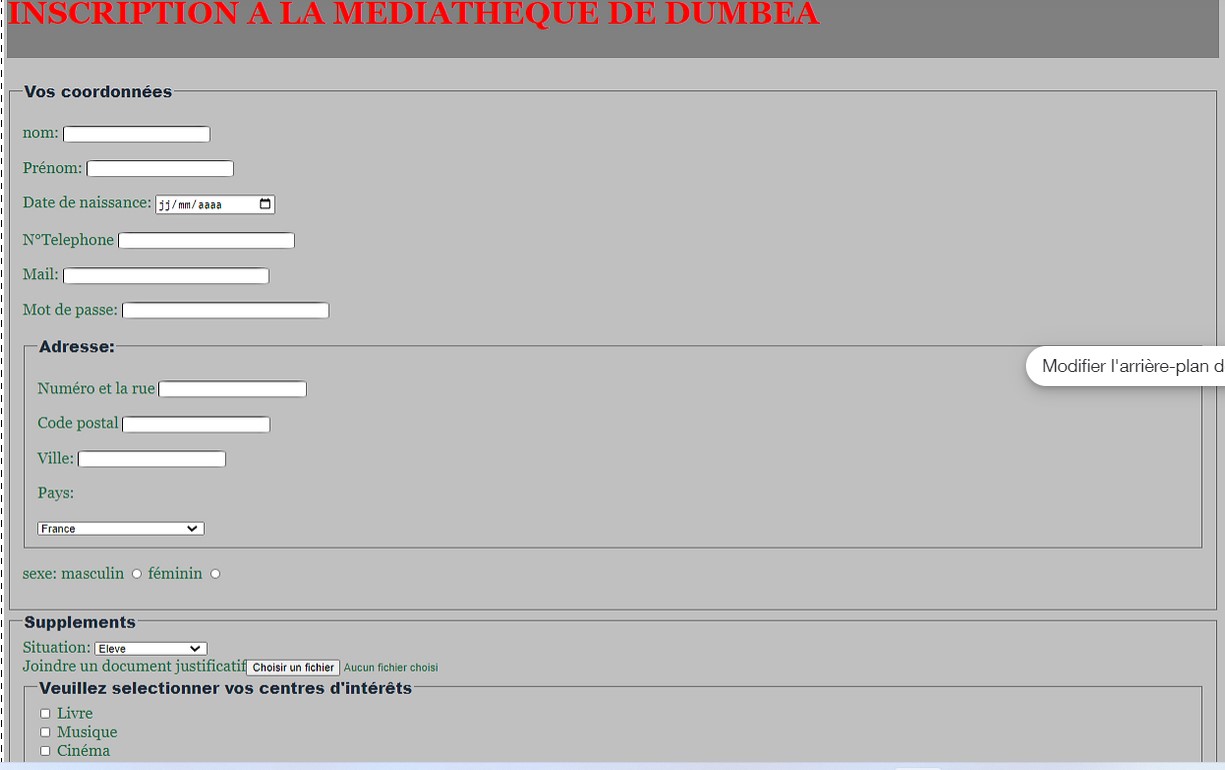 INSCRIPTION A LA MEDIATHEQUE DE DUMBEA
Vos coordonnées
nom:
Prénom:
Date de naissance: jj/mm/aaaa
N°Telephone
Mail:
Mot de passe:
Adresse:
Modifier l'arrière-plan d
Numéro et la rue
Code postal
Ville:
Pays:
France
sexe: masculin féminin
Supplements
Situation: Eleve
Joindre un document justificatif Choisir un fichier Aucun fichier choisi
Veuillez selectionner vos centres d'intérêts
Livre
Musique
Cinéma